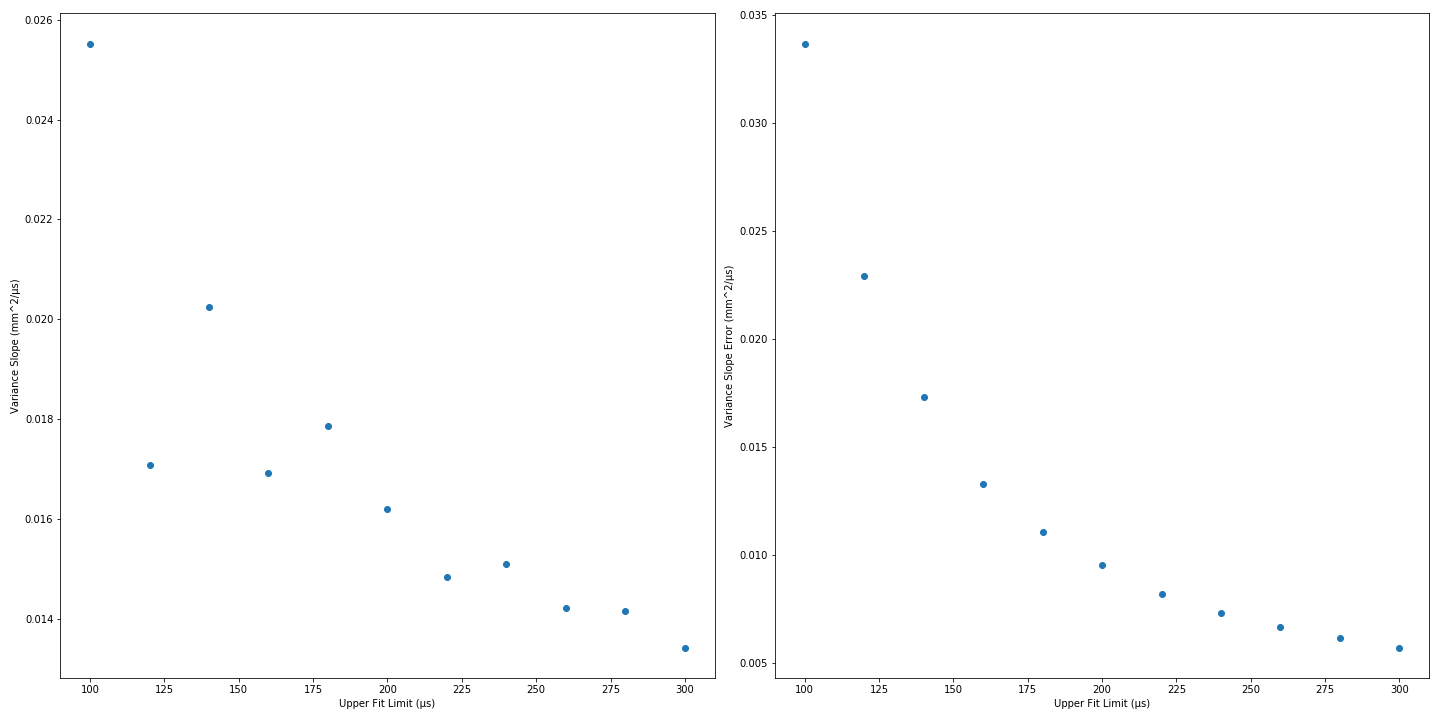 0.026
0.024
0.022
0.020
0.018
0.016
0.014
Variance Slope (mm^2/μs)
100 125 150 175 200 225 250 275 300
Upper Fit Limit (μs)
0.035
0.030
0.025
0.020
0.015
0.010
0.005
Variance Slope Error (mm^2/μs)
100 125 150 175 200 225 250 275 300
Upper Fit Limit (μs)